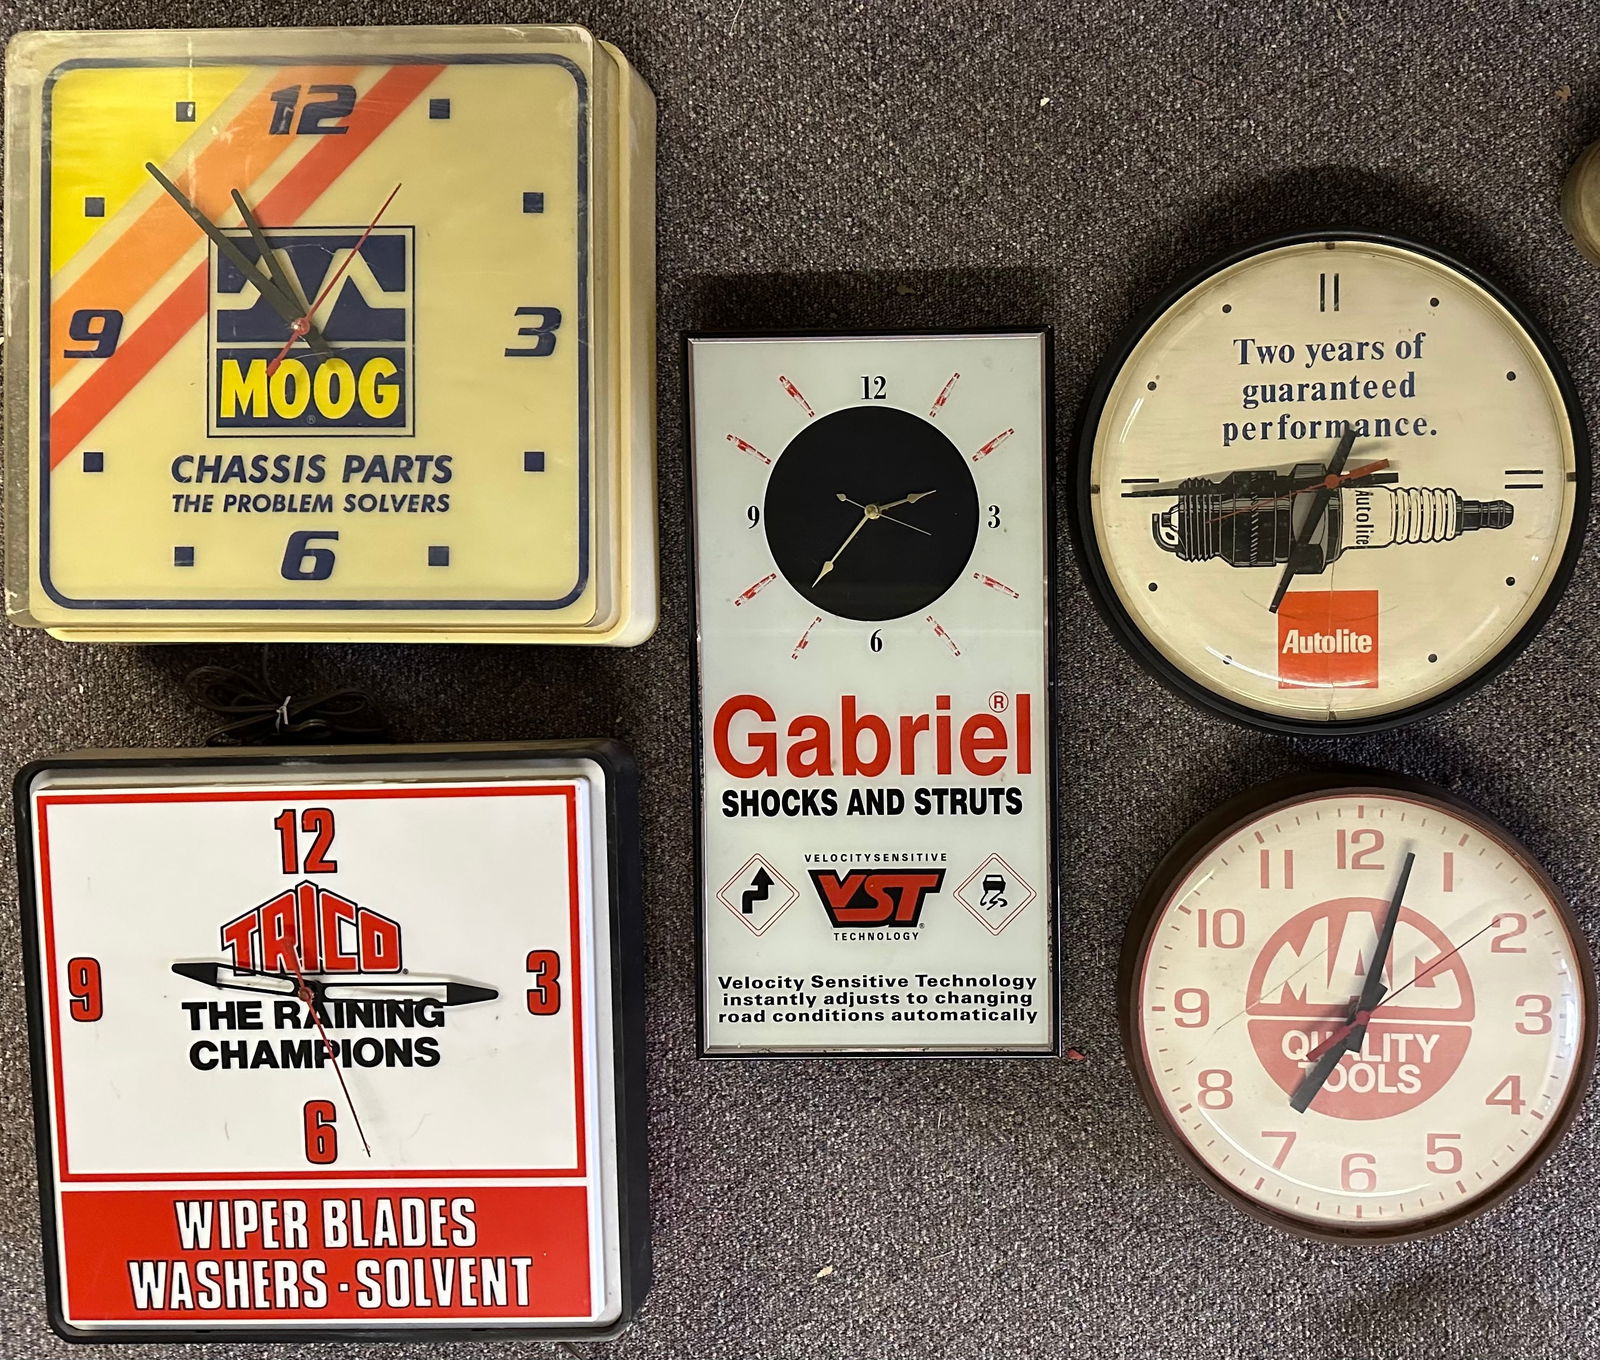 12
9
3
MOOG
®
CHASSIS PARTS
THE PROBLEM SOLVERS
6
12
TRICO
9
3
THE RAINING
CHAMPIONS
6
WIPER BLADES
WASHERS · SOLVENT
12
9
3
6
Gabriel®
SHOCKS AND STRUTS
VELOCITY SENSITIVE
VST®
TECHNOLOGY
Velocity Sensitive Technology
instantly adjusts to changing
road conditions automatically
Two years of
guaranteed
performance.
Autolite
Autolite
12
11
1
10
2
MAC
9
3
QUALITY
TOOLS
8
4
7
5
6